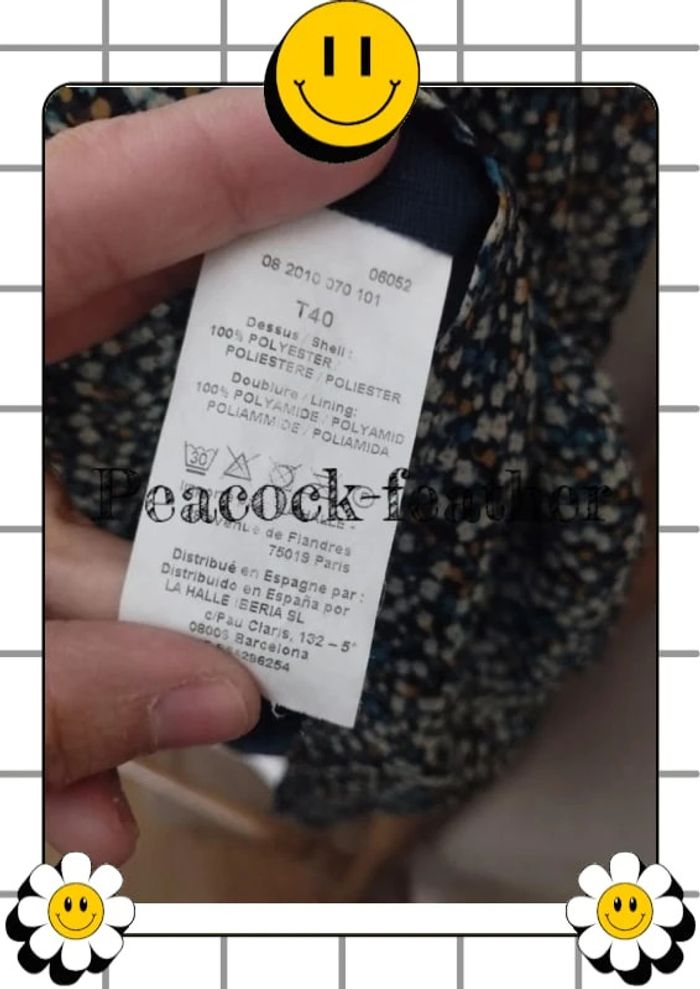 06052
08 2010 070 101
T40
Dessus / Shell :
100% POLYESTER /
POLIESTERE / POLIESTER
Doublure / Lining:
100% POLYAMIDE / POLYAMID
POLIAMMIDE / POLIAMIDA
30
Peacock-feather
de Flandres
75019 Paris
Distribué en Espagne par :
Distribuido en España por
LA HALLE IBERIA SL
c/Pau Claris, 132 – 5°
08009 Barcelona